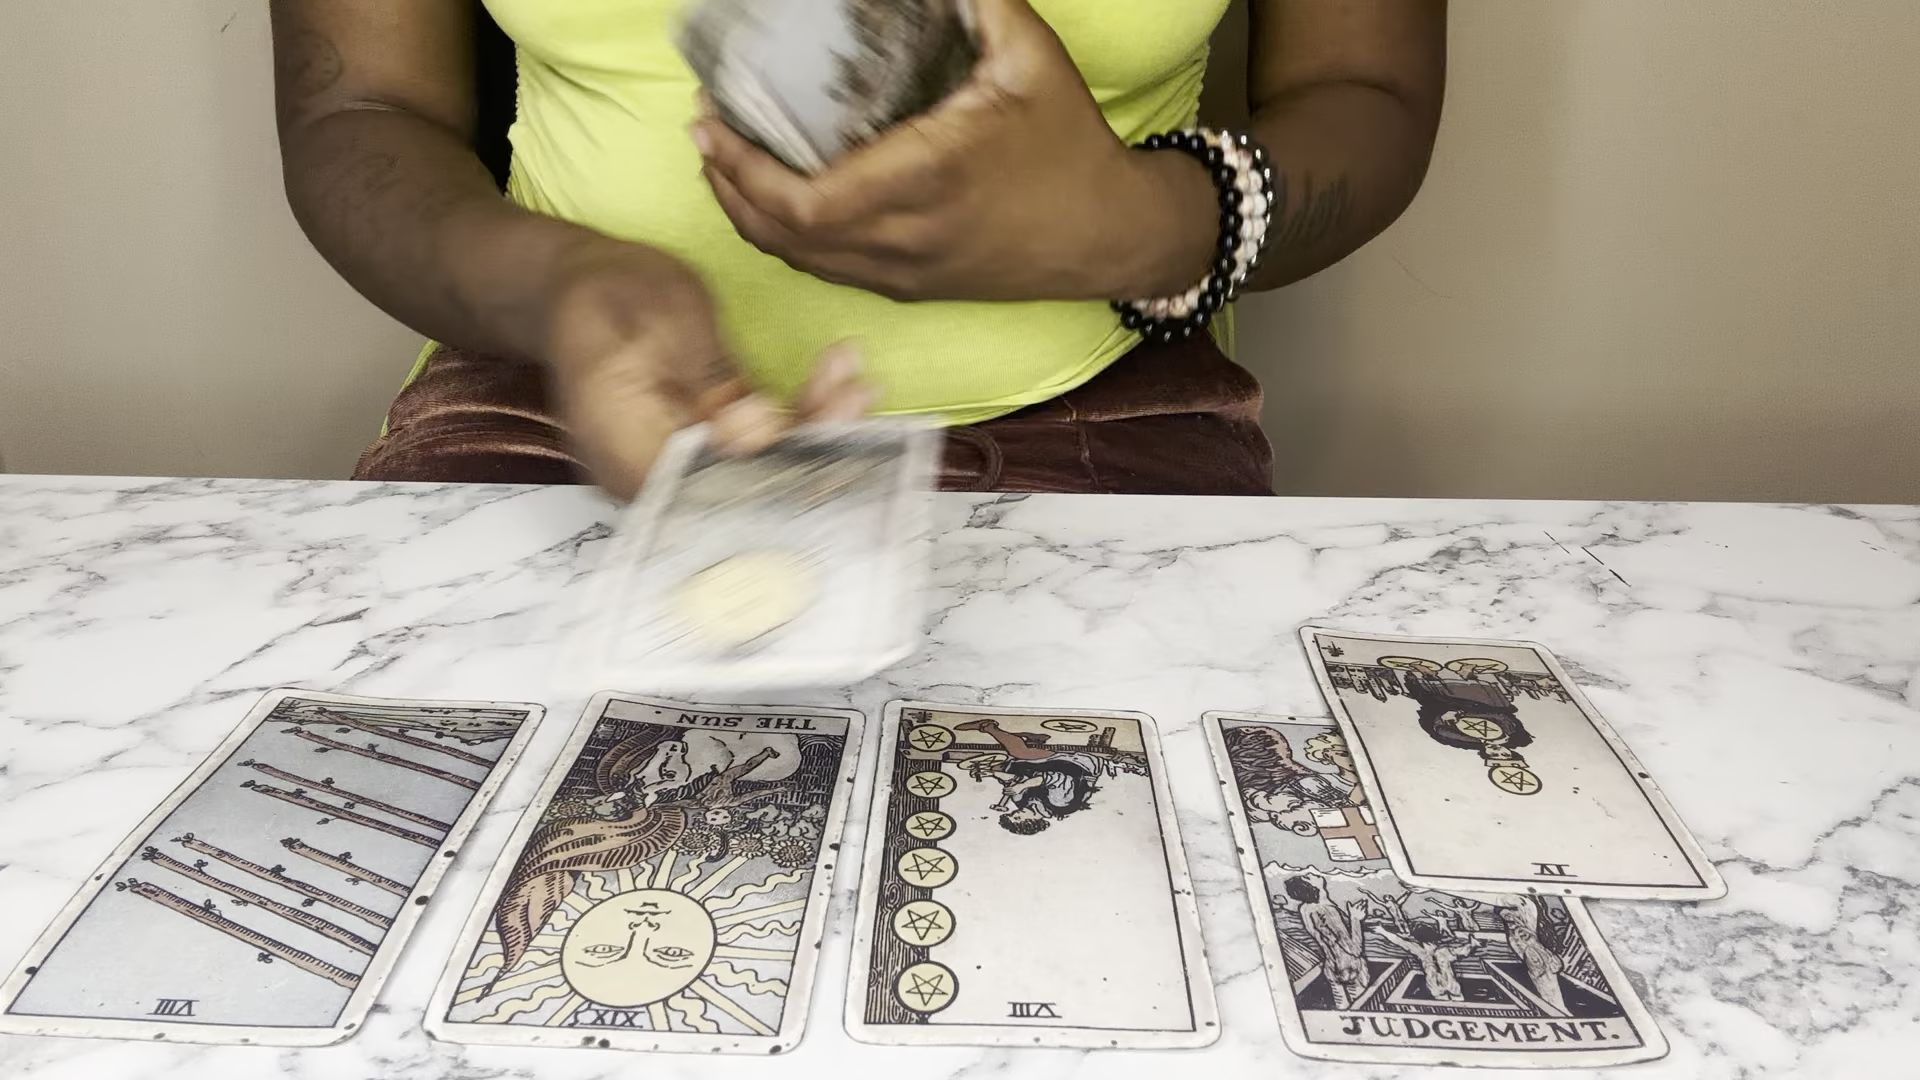 THE SUN
IV
VIII
XIX
VIII
JUDGEMENT.